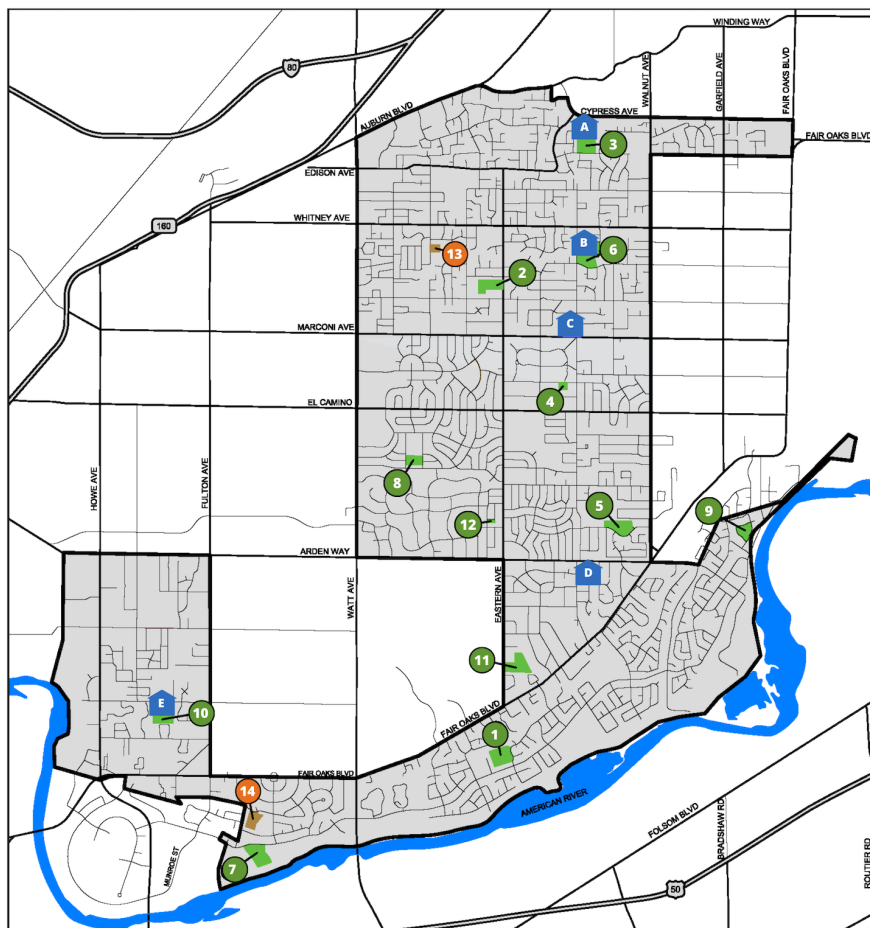 WINDING WAY
80
WALNUT AVE
GARFIELD AVE
FAIR OAKS BLVD
AUBURN BLVD
CYPRESS AVE
A
3
FAIR OAKS BLVD
EDISON AVE
160
WHITNEY AVE
B
6
13
2
C
MARCONI AVE
4
EL CAMINO
HOWE AVE
FULTON AVE
8
12
5
9
ARDEN WAY
WATT AVE
EASTERN AVE
D
11
E
10
FAIR OAKS BLVD
1
FAIR OAKS BLVD
14
AMERICAN RIVER
FOLSOM BLVD
BRADSHAW RD
ROUTIER RD
MUNROE ST
7
50